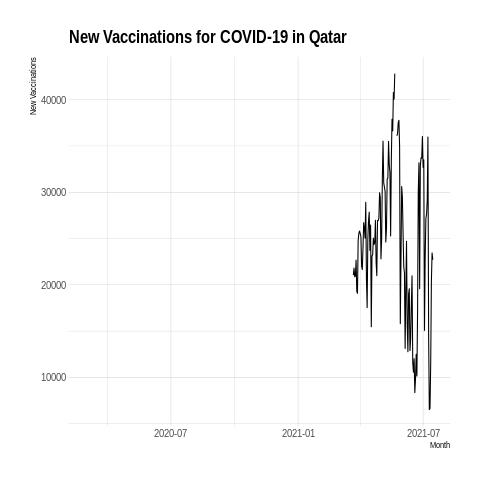 New Vaccinations for COVID-19 in Qatar
New Vaccinations
40000
30000
20000
10000
2020-07
2021-01
2021-07
Month